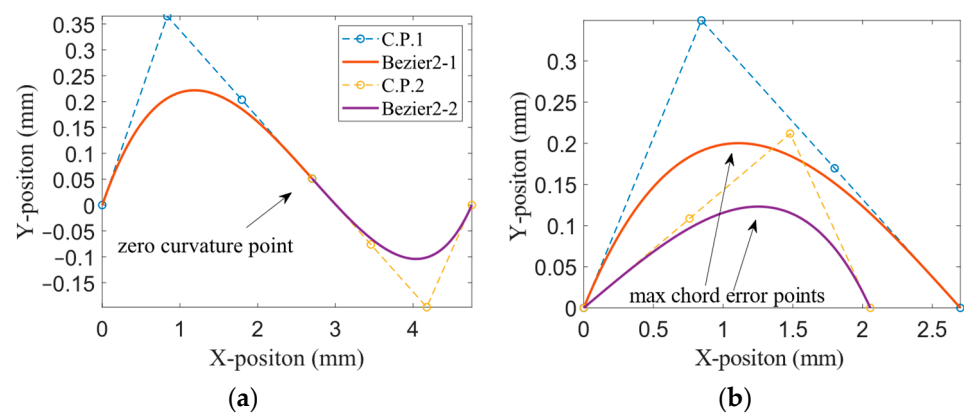 0.35
0.3
0.25
0.2
0.15
0.1
0.05
0
−0.05
−0.1
−0.15
Y-positon (mm)
C.P.1
Bezier2-1
C.P.2
Bezier2-2
zero curvature point
0 1 2 3 4
X-positon (mm)
(a)
0.3
0.25
0.2
0.15
0.1
0.05
0
Y-positon (mm)
max chord error points
0 0.5 1 1.5 2 2.5
X-positon (mm)
(b)